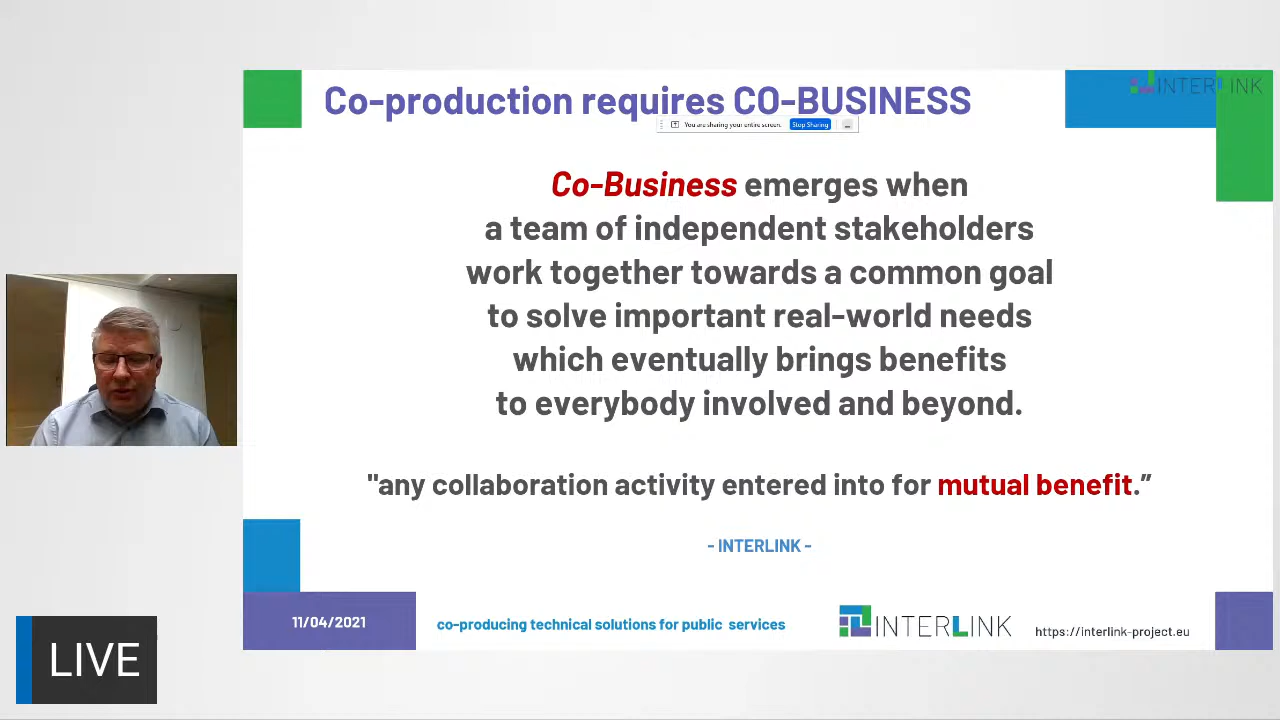 Co-production requires CO-BUSINESS
INTERLINK
You are sharing your entire screen.
Stop Sharing
Co-Business emerges when
a team of independent stakeholders
work together towards a common goal
to solve important real-world needs
which eventually brings benefits
to everybody involved and beyond.
"any collaboration activity entered into for mutual benefit.”
- INTERLINK -
11/04/2021
co-producing technical solutions for public services
INTERLINK
https://interlink-project.eu
LIVE